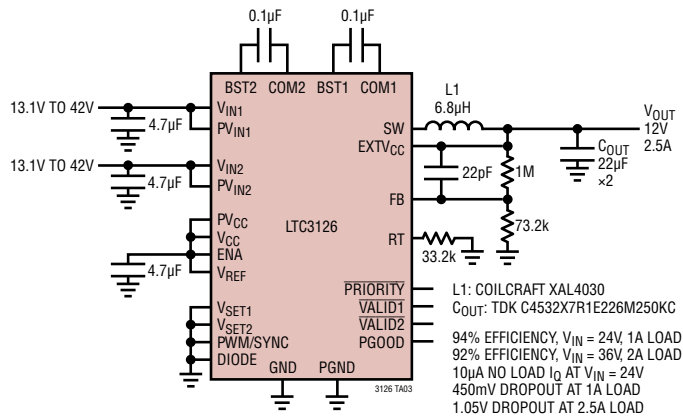 0.1µF 0.1µF
BST2 COM2 BST1 COM1
L1
6.8µH
13.1V TO 42V
4.7µF
VIN1
PVIN1
13.1V TO 42V
4.7µF
VIN2
PVIN2
PVCC
VCC
ENA
VREF
4.7µF
VSET1
VSET2
PWM/SYNC
DIODE
LTC3126
GND PGND
SW
EXTVCC
FB
RT
PRIORITY
VALID1
VALID2
PGOOD
22pF
1M
73.2k
33.2k
VOUT
12V
2.5A
COUT
22µF
×2
3126 TA03
L1: COILCRAFT XAL4030
COUT: TDK C4532X7R1E226M250KC
94% EFFICIENCY, VIN = 24V, 1A LOAD
92% EFFICIENCY, VIN = 36V, 2A LOAD
10µA NO LOAD IQ AT VIN = 24V
450mV DROPOUT AT 1A LOAD
1.05V DROPOUT AT 2.5A LOAD